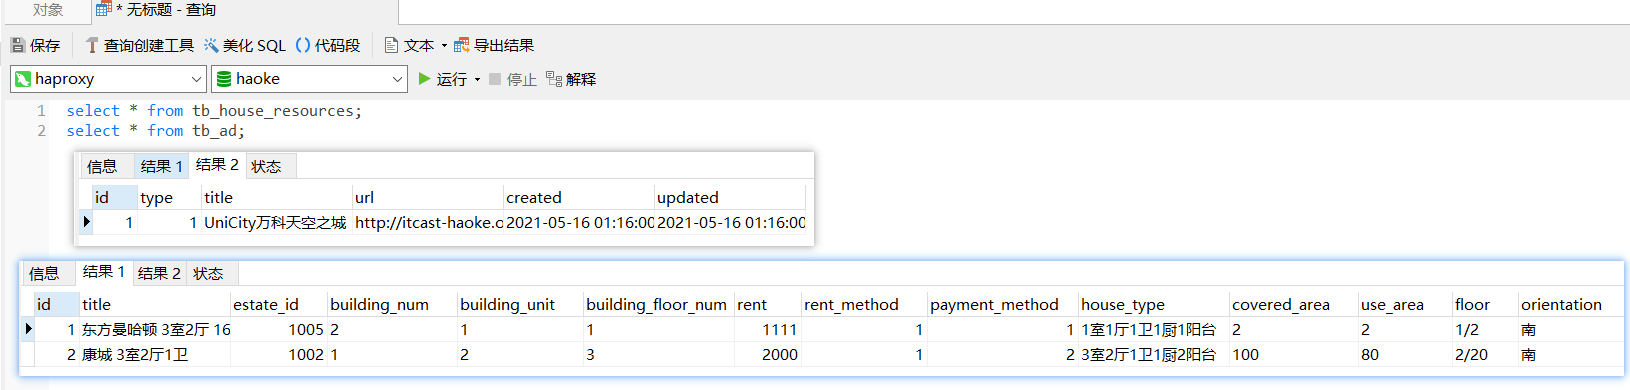 对象 * 无标题 - 查询
保存 查询创建工具 美化 SQL () 代码段 文本 导出结果
haproxy haoke 运行 停止 解释
1 select * from tb_house_resources;
2 select * from tb_ad;
信息 结果 1 结果 2 状态
id type title url created updated
1 1 UniCity万科天空之城 http://itcast-haoke.o 2021-05-16 01:16:00 2021-05-16 01:16:00
信息 结果 1 结果 2 状态
id title estate_id building_num building_unit building_floor_num rent rent_method payment_method house_type covered_area use_area floor orientation
1 东方曼哈顿 3室2厅 16 1005 2 1 1 1111 1 1 1室1厅1卫1厨1阳台 2 2 1/2 南
2 康城 3室2厅1卫 1002 1 2 3 2000 1 2 3室2厅1卫1厨2阳台 100 80 2/20 南